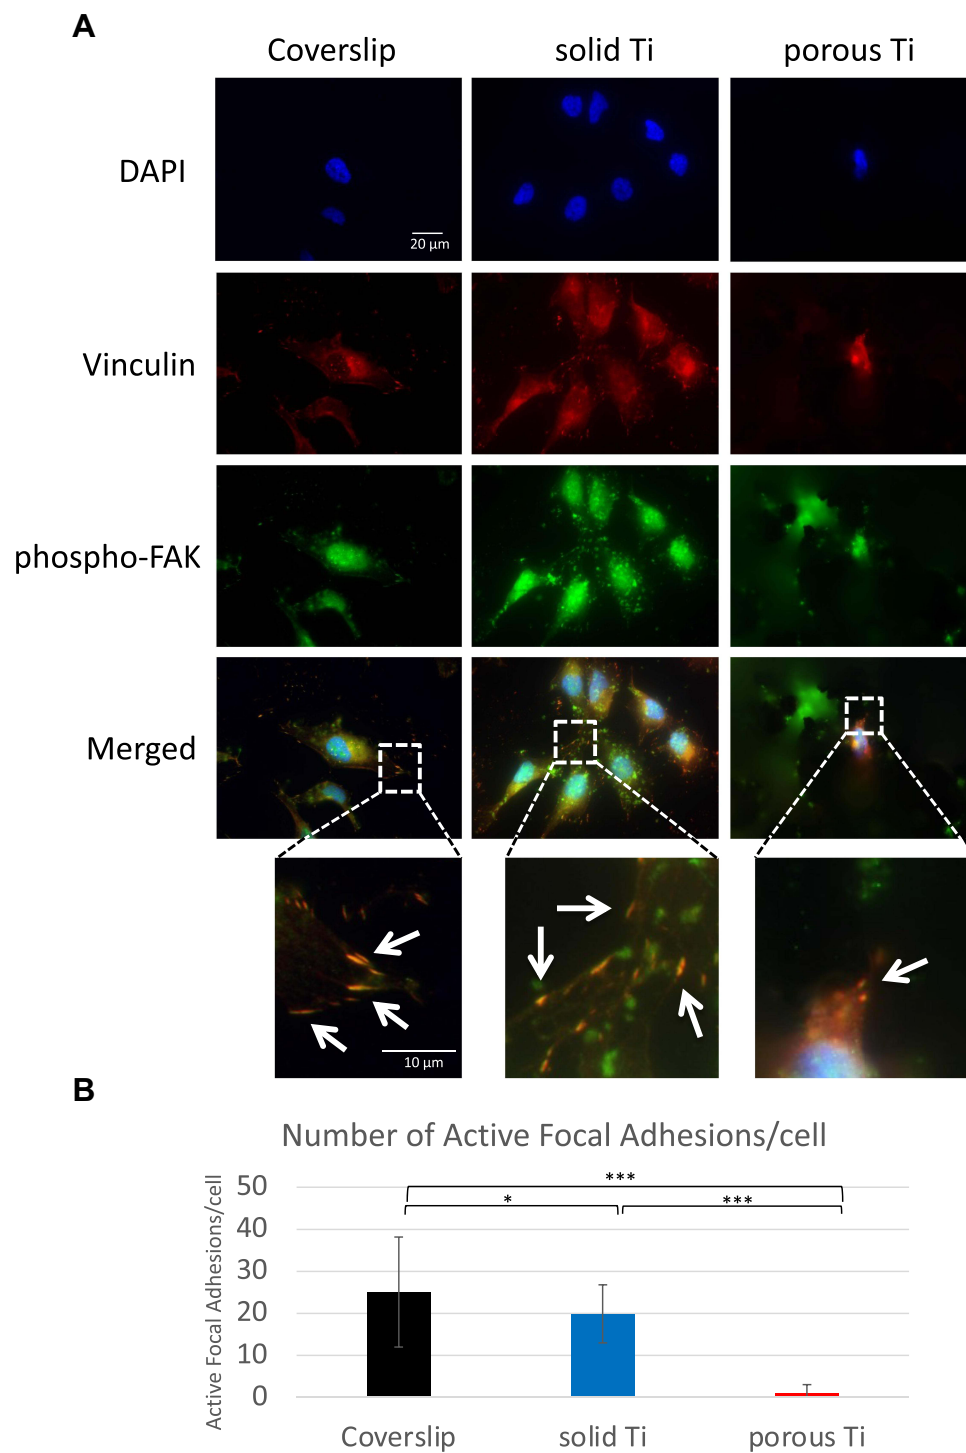 A
Coverslip
solid Ti
porous Ti
DAPI
20 μm
Vinculin
phospho-FAK
Merged
10 μm
B
Number of Active Focal Adhesions/cell
Active Focal Adhesions/cell
50
40
30
20
10
0
***
*
***
Coverslip
solid Ti
porous Ti